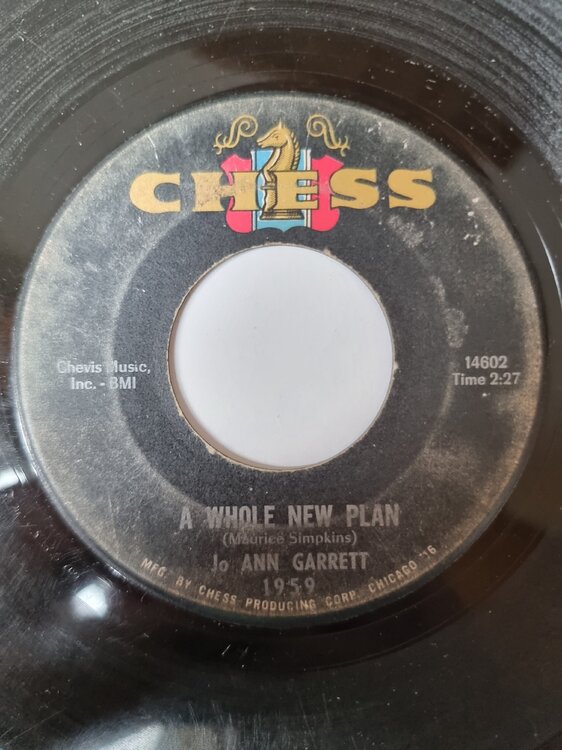 CHESS
Chevis Music,
Inc. - BMI
14602
Time 2:27
A WHOLE NEW PLAN
(Maurice Simpkins)
Jo ANN GARRETT
1959
MFG. BY CHESS PRODUCING CORP. CHICAGO "16